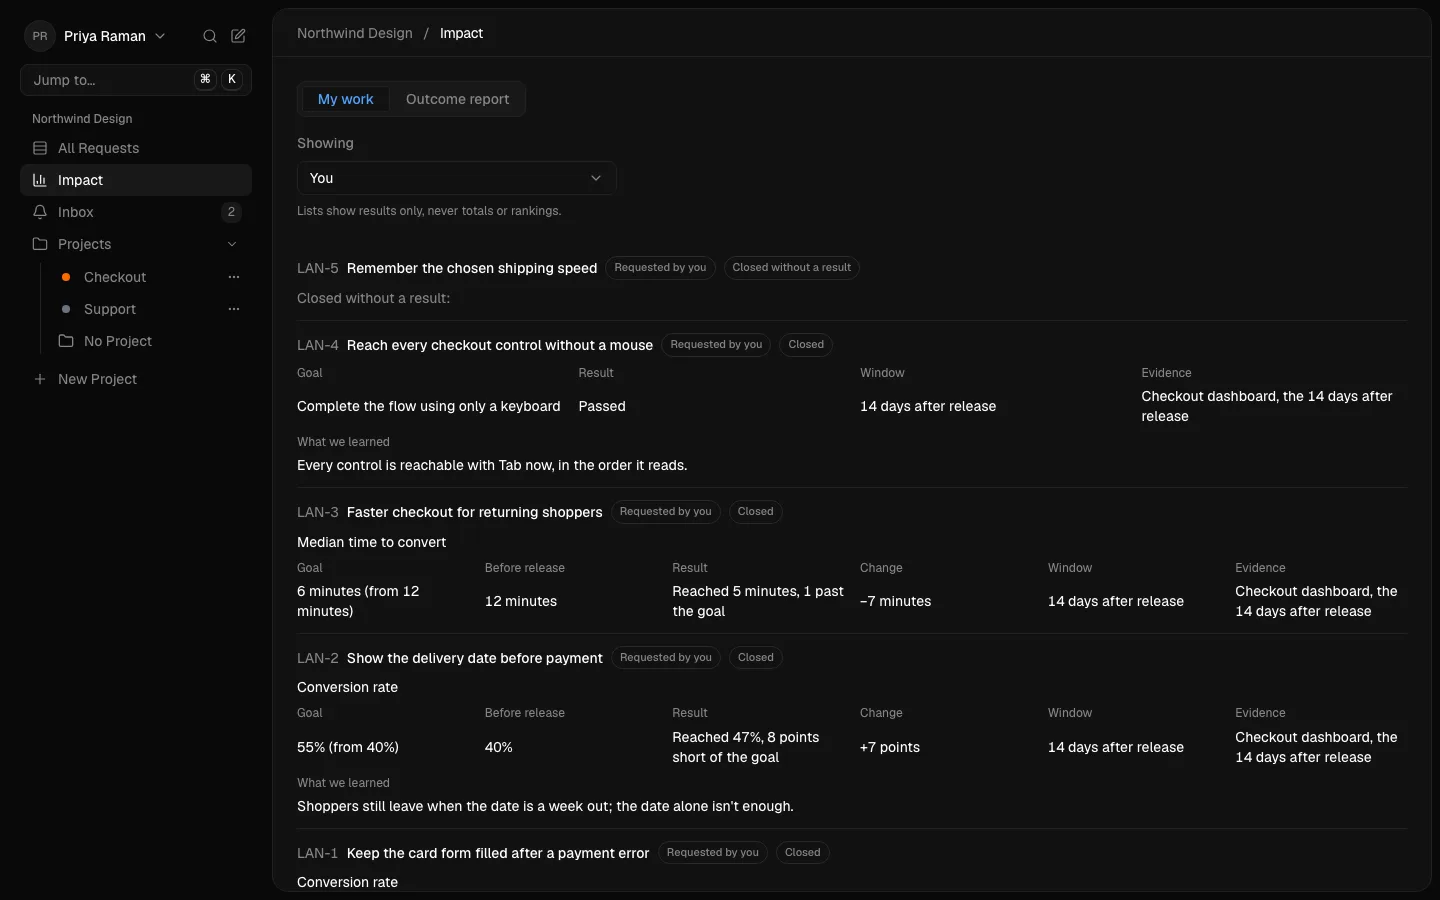 PR Priya Raman
Jump to... ⌘ K
Northwind Design
All Requests
Impact
Inbox 2
Projects
Checkout
Support
No Project
New Project
Northwind Design / Impact
My work Outcome report
Showing
You
Lists show results only, never totals or rankings.
LAN-5 Remember the chosen shipping speed Requested by you Closed without a result
Closed without a result:
LAN-4 Reach every checkout control without a mouse Requested by you Closed
Goal Result Window Evidence
Complete the flow using only a keyboard Passed 14 days after release Checkout dashboard, the 14 days after
release
What we learned
Every control is reachable with Tab now, in the order it reads.
LAN-3 Faster checkout for returning shoppers Requested by you Closed
Median time to convert
Goal Before release Result Change Window Evidence
6 minutes (from 12 12 minutes Reached 5 minutes, 1 past −7 minutes 14 days after release Checkout dashboard, the
minutes) the goal 14 days after release
LAN-2 Show the delivery date before payment Requested by you Closed
Conversion rate
Goal Before release Result Change Window Evidence
55% (from 40%) 40% Reached 47%, 8 points +7 points 14 days after release Checkout dashboard, the
short of the goal 14 days after release
What we learned
Shoppers still leave when the date is a week out; the date alone isn't enough.
LAN-1 Keep the card form filled after a payment error Requested by you Closed
Conversion rate